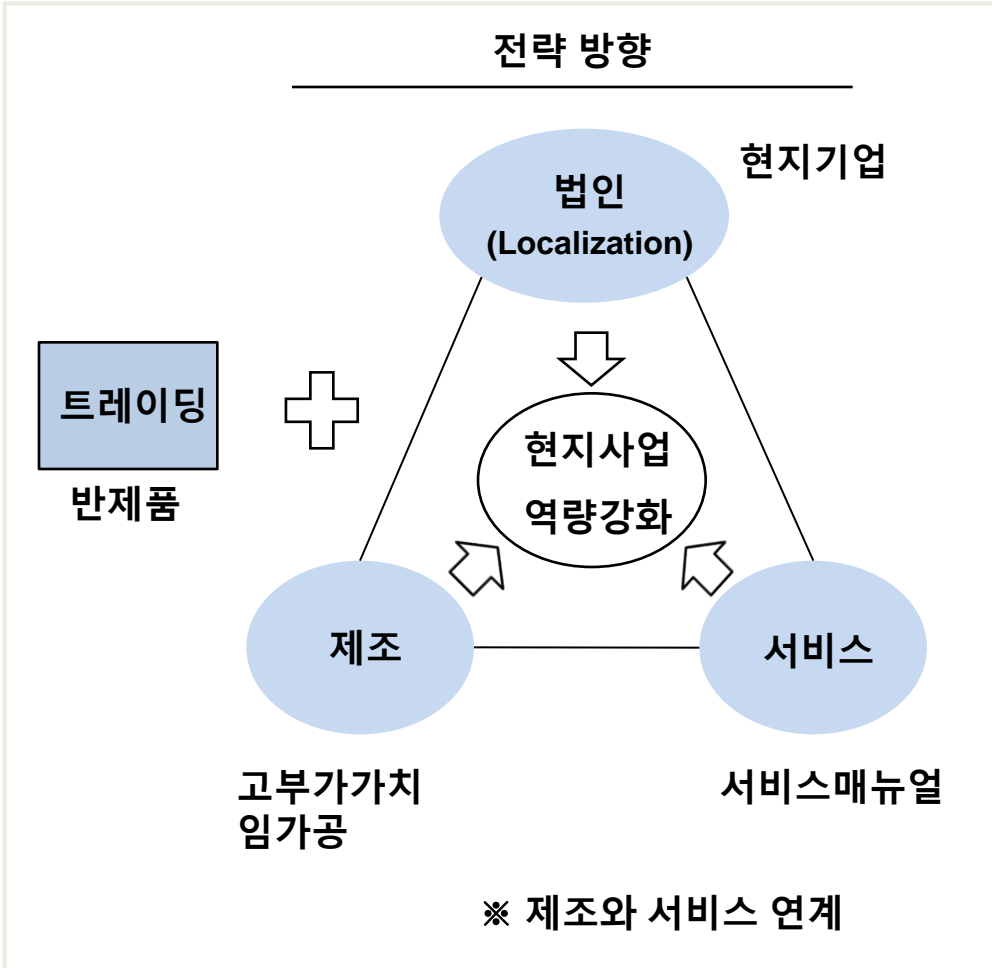 전략 방향
현지기업
법인
(Localization)
트레이딩
반제품
현지사업
역량강화
제조
서비스
고부가가치
임가공
서비스매뉴얼
※ 제조와 서비스 연계